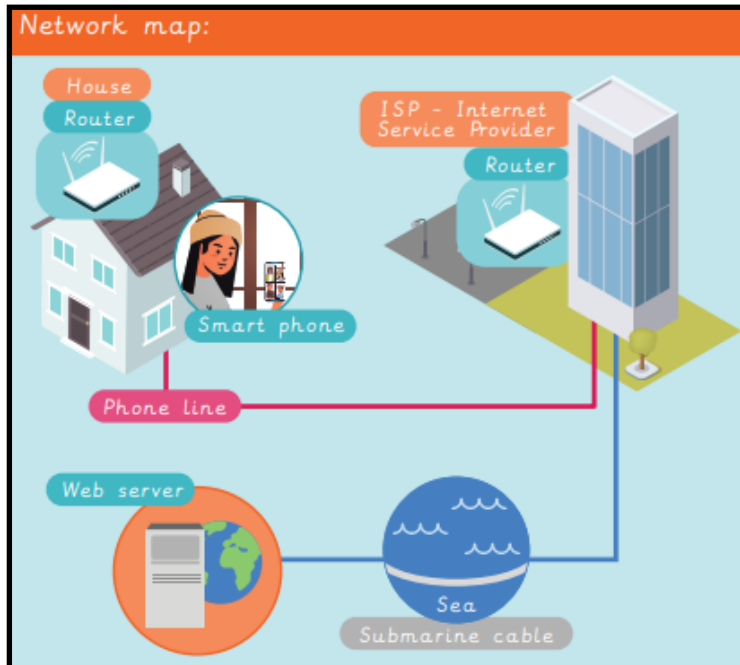 Network map:
House
Router
ISP - Internet
Service Provider
Router
Smart phone
Phone line
Web server
Sea
Submarine cable